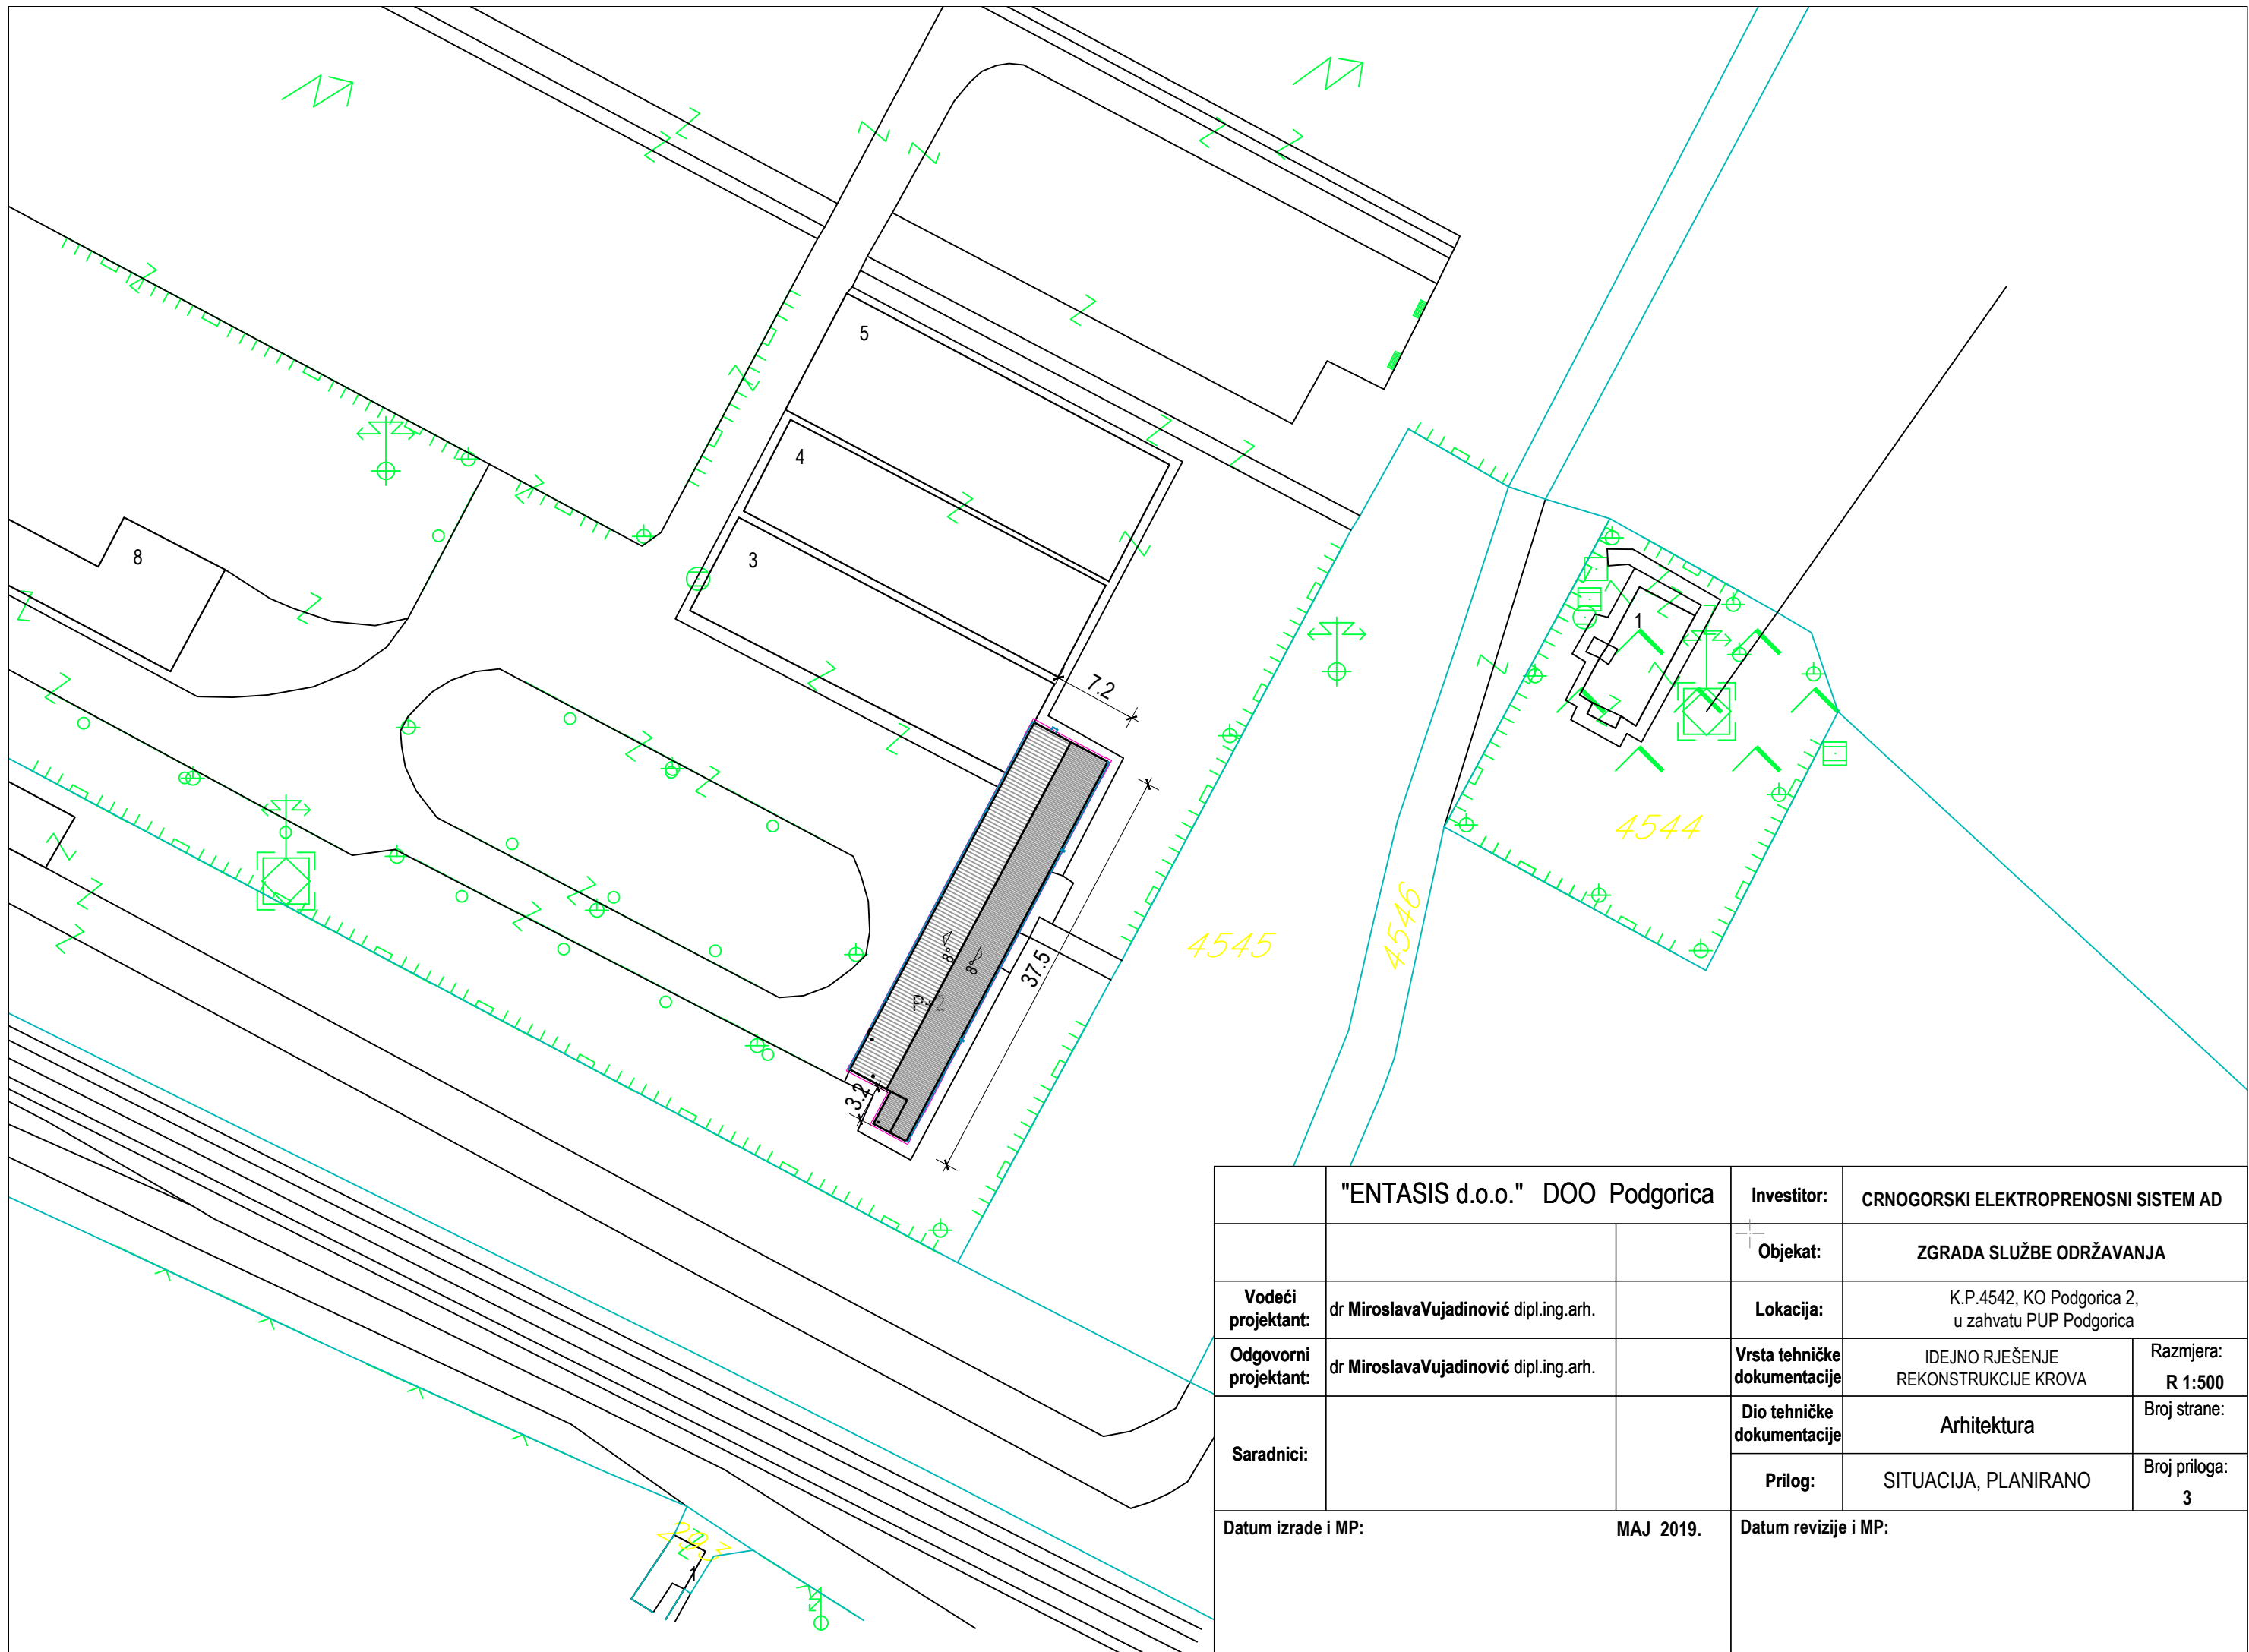 5
4
3
8
1
7.2
4544
4546
4545
8°
8°
37.5
P+2
3.2
293
1
"ENTASIS d.o.o." DOO Podgorica
Investitor:
CRNOGORSKI ELEKTROPRENOSNI SISTEM AD
Objekat:
ZGRADA SLUŽBE ODRŽAVANJA
Vodeći
projektant:
dr MiroslavaVujadinović dipl.ing.arh.
Lokacija:
K.P.4542, KO Podgorica 2,
u zahvatu PUP Podgorica
Odgovorni
projektant:
dr MiroslavaVujadinović dipl.ing.arh.
Vrsta tehničke
dokumentacije
IDEJNO RJEŠENJE
REKONSTRUKCIJE KROVA
Razmjera:
R 1:500
Saradnici:
Dio tehničke
dokumentacije
Arhitektura
Broj strane:
Prilog:
SITUACIJA, PLANIRANO
Broj priloga:
3
Datum izrade i MP:
MAJ 2019.
Datum revizije i MP: